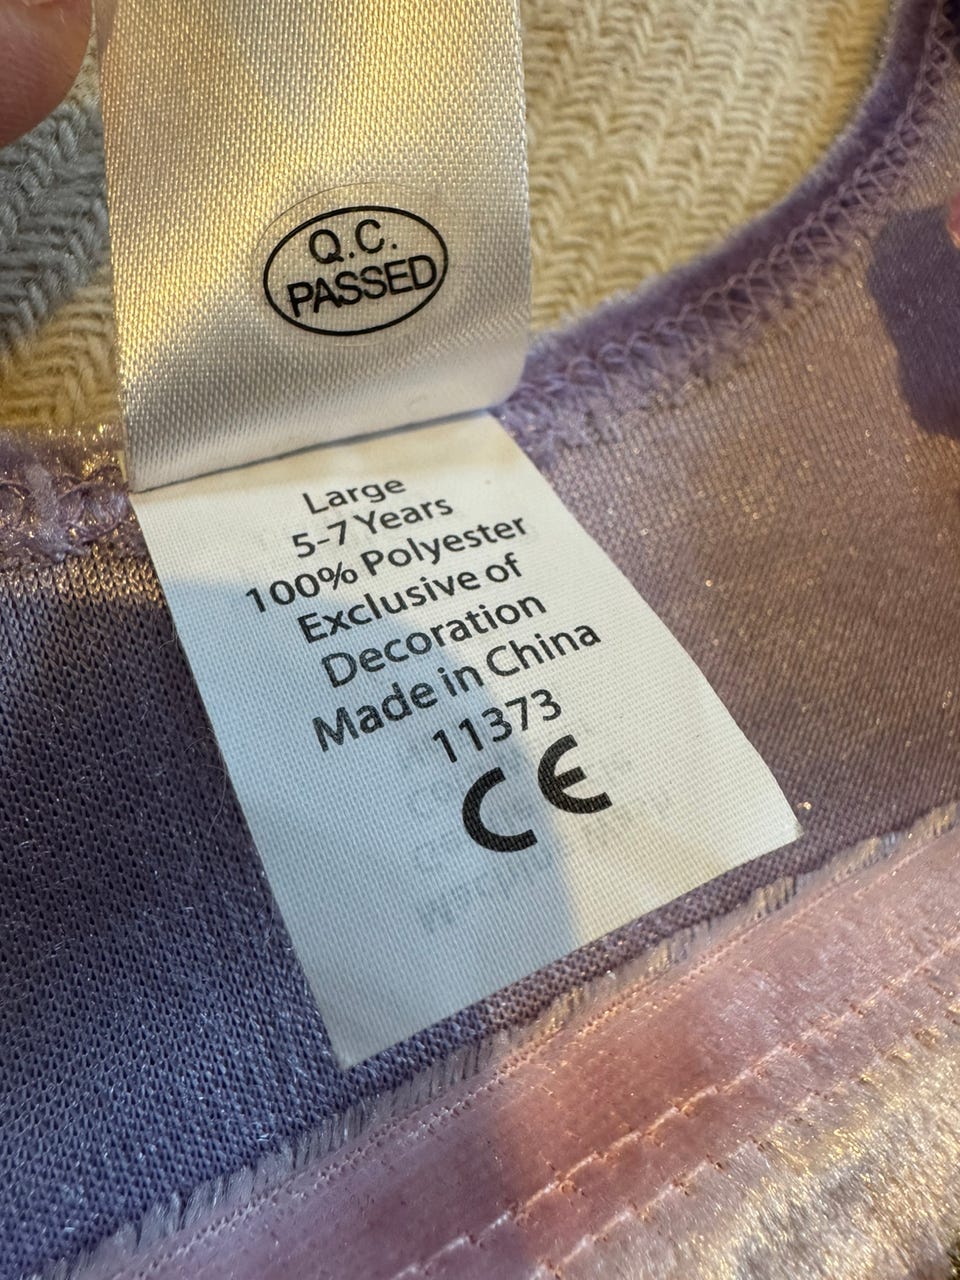 Q.C.
PASSED
Large
5-7 Years
100% Polyester
Exclusive of
Decoration
Made in China
11373
CE